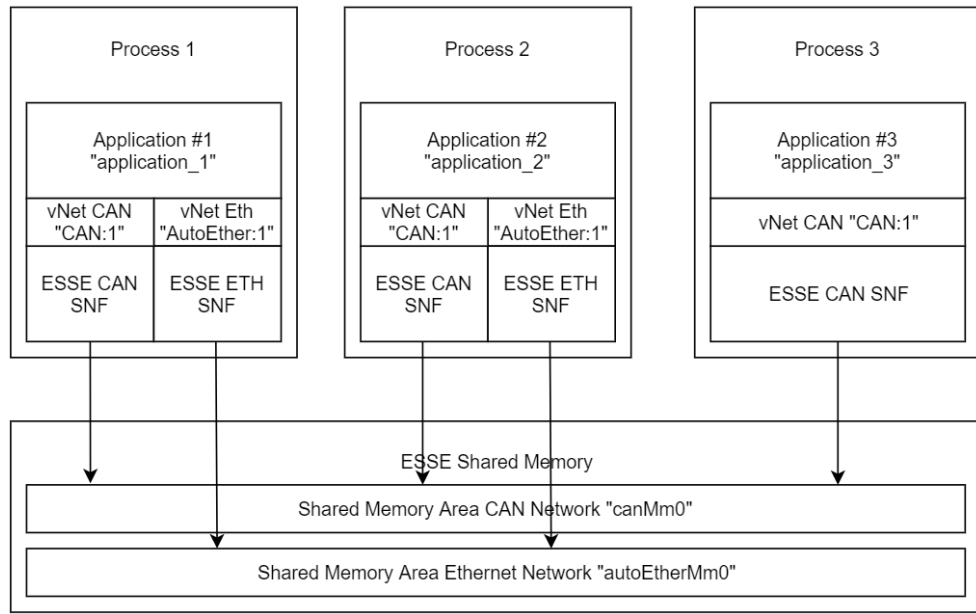 Process 1
Application #1
"application_1"
vNet CAN
"CAN:1"
vNet Eth
"AutoEther:1"
ESSE CAN
SNF
ESSE ETH
SNF
Process 2
Application #2
"application_2"
vNet CAN
"CAN:1"
vNet Eth
"AutoEther:1"
ESSE CAN
SNF
ESSE ETH
SNF
Process 3
Application #3
"application_3"
vNet CAN "CAN:1"
ESSE CAN SNF
ESSE Shared Memory
Shared Memory Area CAN Network "canMm0"
Shared Memory Area Ethernet Network "autoEtherMm0"